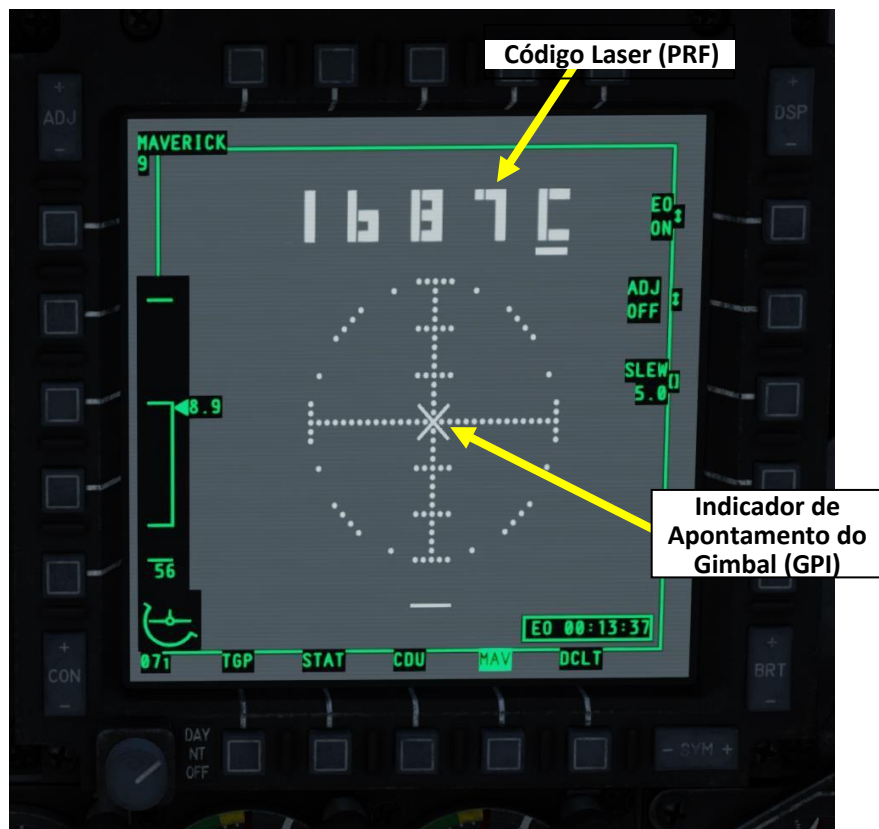 Código Laser (PRF)
ADJ
DSP
MAVERICK
9
1687C
EO
ON
ADJ
OFF
SLEW
5.0
8.9
Indicador de
Apontamento do
Gimbal (GPI)
56
EO 00:13:37
071
TGP
STAT
CDU
MAV
DCLT
CON
BRT
DAY
NT
OFF
- SYM +